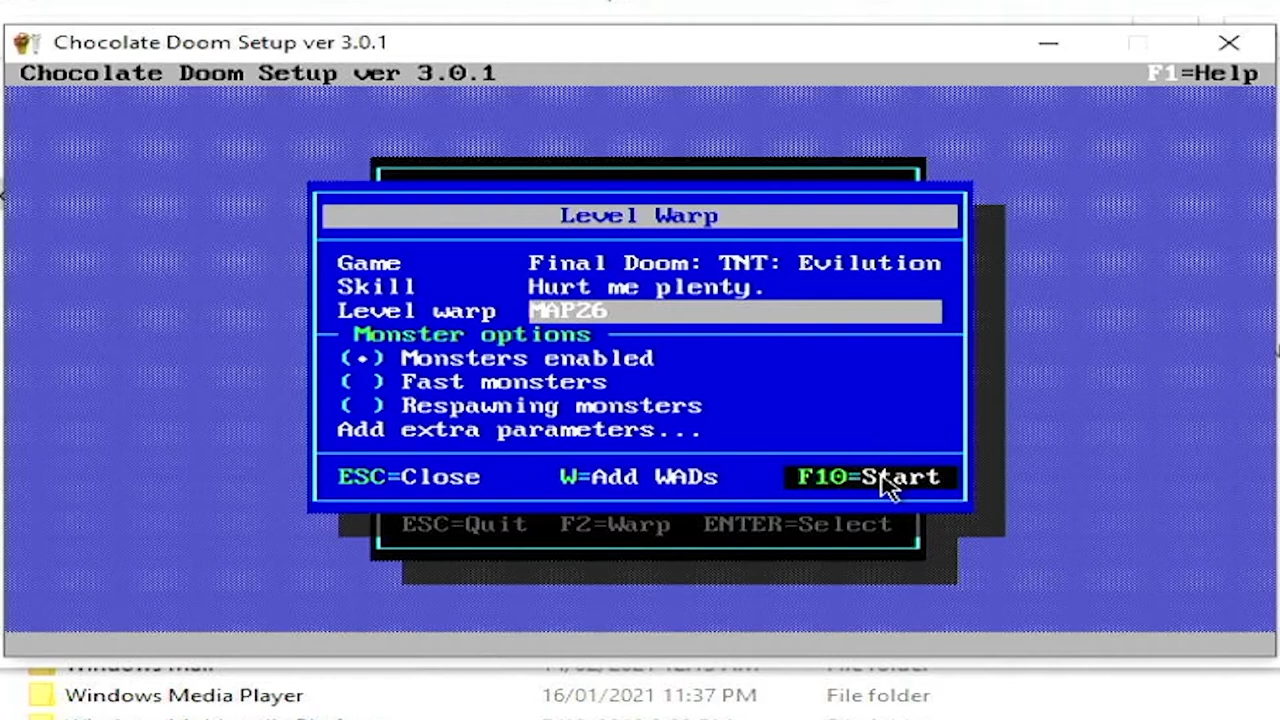 Chocolate Doom Setup ver 3.0.1
Chocolate Doom Setup ver 3.0.1 F1=Help
Level Warp
Game Final Doom: TNT: Evilution
Skill Hurt me plenty.
Level warp MAP26
Monster options
(•) Monsters enabled
( ) Fast monsters
( ) Respawning monsters
Add extra parameters...
ESC=Close W=Add WADs F10=Start
ESC=Quit F2=Warp ENTER=Select
Windows Media Player 16/01/2021 11:37 PM File folder